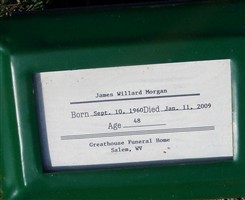 James Willard Morgan
Born Sept. 10, 1960 Died Jan. 11, 2009
Age 48
Greathouse Funeral Home
Salem, WV